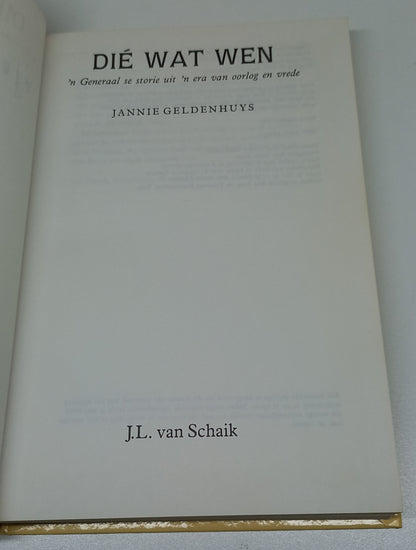 DIÉ WAT WEN
'n Generaal se storie uit 'n era van oorlog en vrede
JANNIE GELDENHUYS
J.L. van Schaik